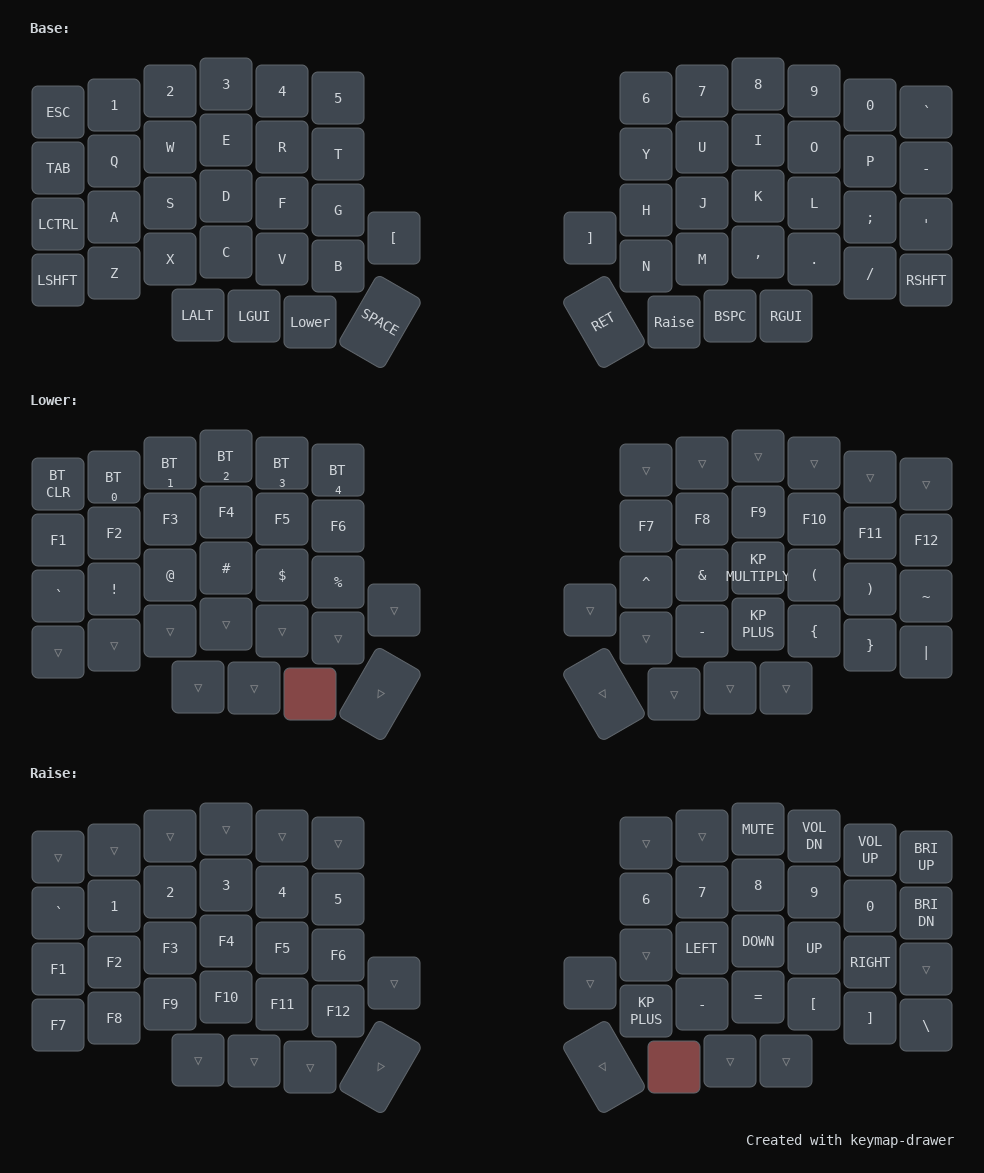 Base:
ESC 1 2 3 4 5 6 7 8 9 0 `
TAB Q W E R T Y U I O P -
LCTRL A S D F G H J K L ; '
LSHFT Z X C V B [ ] N M , . / RSHFT
LALT LGUI Lower SPACE RET Raise BSPC RGUI
Lower:
BT CLR BT 0 BT 1 BT 2 BT 3 BT 4 ▽ ▽ ▽ ▽ ▽ ▽
F1 F2 F3 F4 F5 F6 F7 F8 F9 F10 F11 F12
` ! @ # $ % ^ & KP MULTIPLY ( ) ~
▽ ▽ ▽ ▽ ▽ ▽ ▽ ▽ ▽ - KP PLUS { } |
▽ ▽ ▽ ▽ ▽ ▽ ▽
Raise:
▽ ▽ ▽ ▽ ▽ ▽ ▽ ▽ MUTE VOL DN VOL UP BRI UP
` 1 2 3 4 5 6 7 8 9 0 BRI DN
F1 F2 F3 F4 F5 F6 ▽ LEFT DOWN UP RIGHT ▽
F7 F8 F9 F10 F11 F12 ▽ ▽ KP PLUS - = [ ] \
▽ ▽ ▽ ▽ ▽ ▽ ▽
Created with keymap-drawer